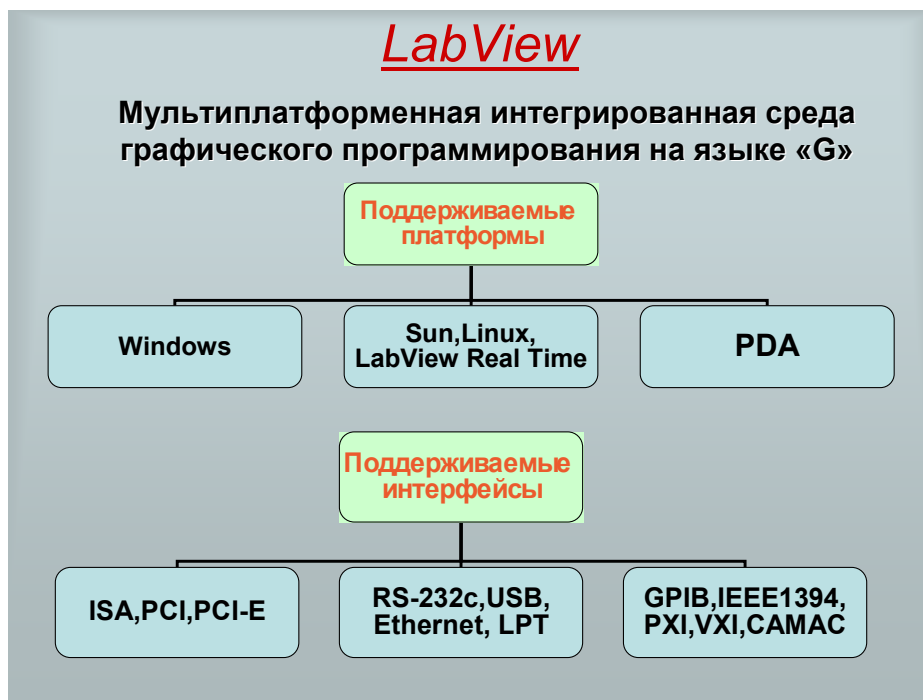 LabView
Мультиплатформенная интегрированная среда
графического программирования на языке «G»
Поддерживаемые
платформы
Windows
Sun,Linux,
LabView Real Time
PDA
Поддерживаемые
интерфейсы
ISA,PCI,PCI-E
RS-232c,USB,
Ethernet, LPT
GPIB,IEEE1394,
PXI,VXI,CAMAC